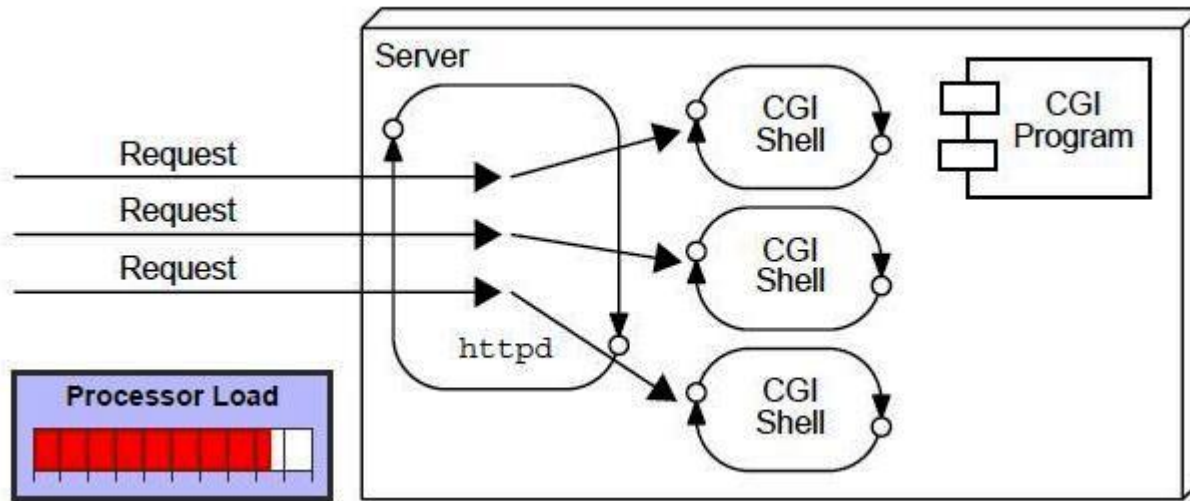 Server
CGI
Shell
CGI
Program
Request
Request
Request
CGI
Shell
httpd
CGI
Shell
Processor Load